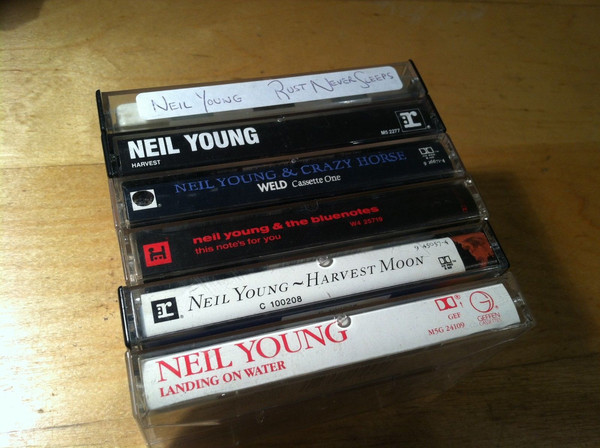 NEIL YOUNG RUST NEVER SLEEPS
NEIL YOUNG
HARVEST
MS 2277
NEIL YOUNG & CRAZY HORSE
WELD Cassette One
neil young & the bluenotes
this note's for you
W4 25719
NEIL YOUNG ~ HARVEST MOON
C 100208
NEIL YOUNG
LANDING ON WATER
GEF
M5G 24109
GEFFEN